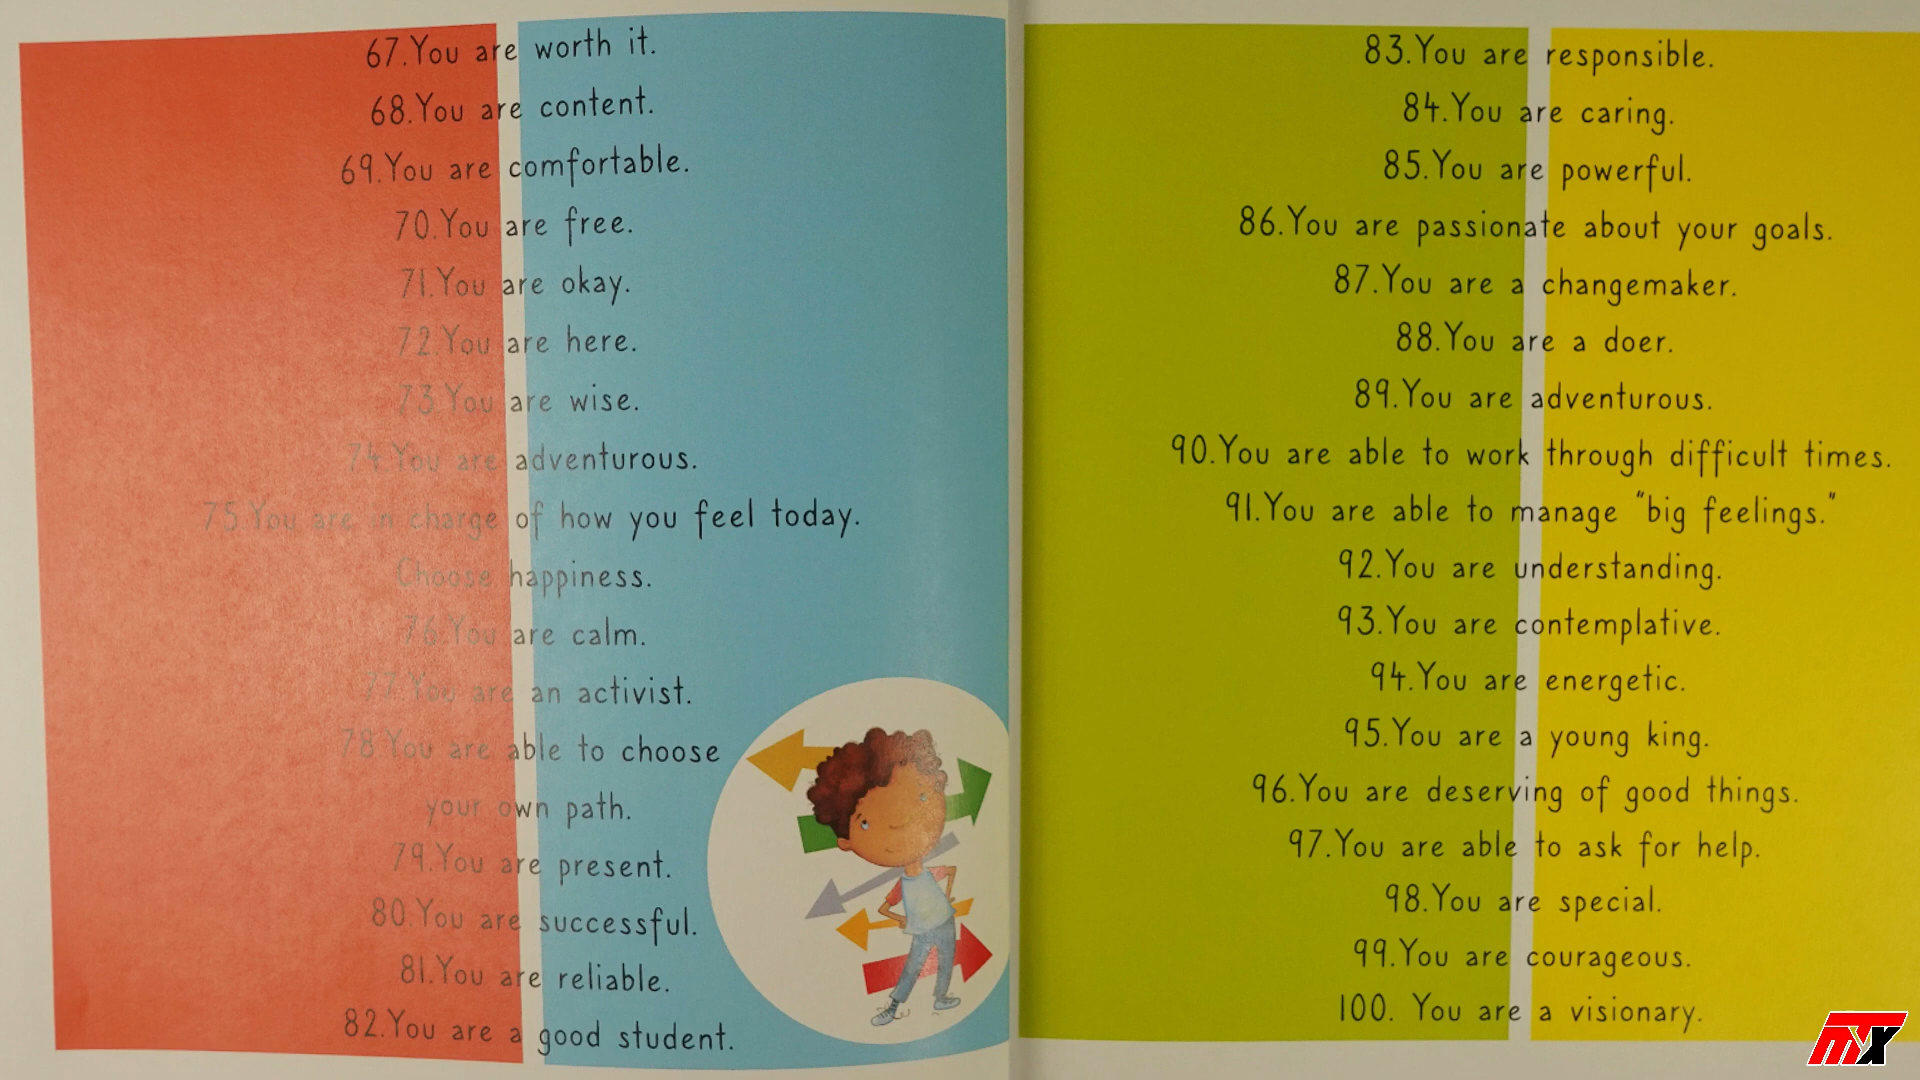 67.You are worth it.
68.You are content.
69.You are comfortable.
70.You are free.
71.You are okay.
72.You are here.
73.You are wise.
74.You are adventurous.
75.You are in charge of how you feel today.
Choose happiness.
76.You are calm.
77.You are an activist.
78.You are able to choose
your own path.
79.You are present.
80.You are successful.
81.You are reliable.
82.You are a good student.
83.You are responsible.
84.You are caring.
85.You are powerful.
86.You are passionate about your goals.
87.You are a changemaker.
88.You are a doer.
89.You are adventurous.
90.You are able to work through difficult times.
91.You are able to manage "big feelings."
92.You are understanding.
93.You are contemplative.
94.You are energetic.
95.You are a young king.
96.You are deserving of good things.
97.You are able to ask for help.
98.You are special.
99.You are courageous.
100. You are a visionary.
MYX